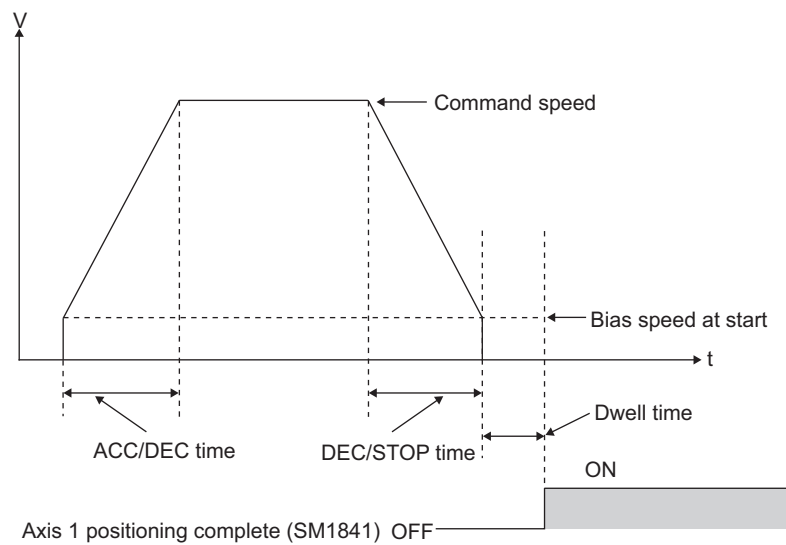 V
Command speed
Bias speed at start
t
Dwell time
ACC/DEC time
DEC/STOP time
ON
Axis 1 positioning complete (SM1841) OFF